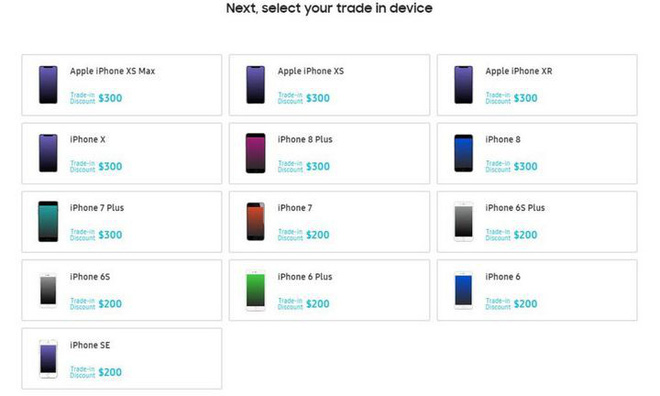 Next, select your trade in device
Apple iPhone XS Max
Trade-in
Discount $300
Apple iPhone XS
Trade-in
Discount $300
Apple iPhone XR
Trade-in
Discount $300
iPhone X
Trade-in
Discount $300
iPhone 8 Plus
Trade-in
Discount $300
iPhone 8
Trade-in
Discount $300
iPhone 7 Plus
Trade-in
Discount $300
iPhone 7
Trade-in
Discount $200
iPhone 6S Plus
Trade-in
Discount $200
iPhone 6S
Trade-in
Discount $200
iPhone 6 Plus
Trade-in
Discount $200
iPhone 6
Trade-in
Discount $200
iPhone SE
Trade-in
Discount $200